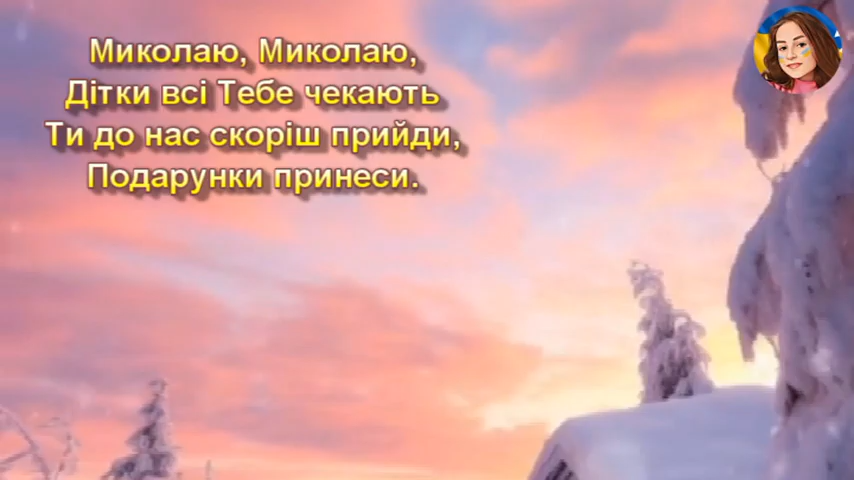 Миколаю, Миколаю,
Дітки всі Тебе чекають
Ти до нас скоріш прийди,
Подарунки принеси.